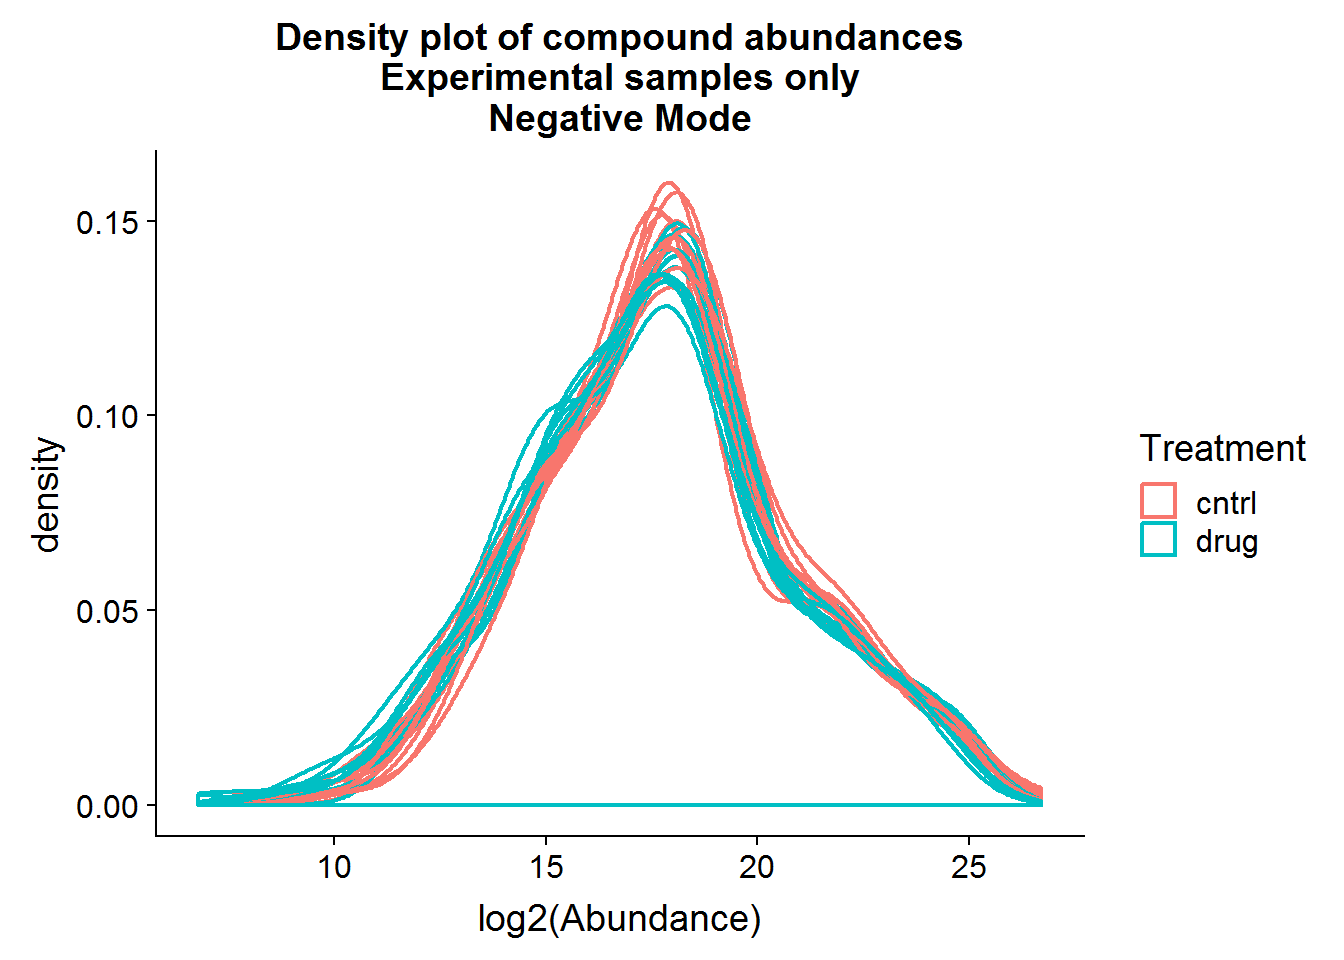 Density plot of compound abundances
Experimental samples only
Negative Mode
0.15
0.10
0.05
0.00
density
10 15 20 25
log2(Abundance)
Treatment
cntrl
drug